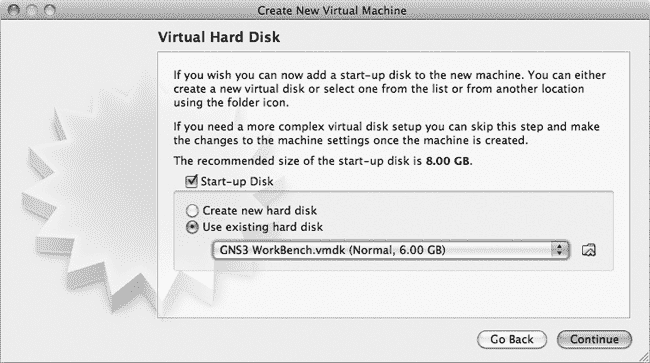 Create New Virtual Machine
Virtual Hard Disk
If you wish you can now add a start-up disk to the new machine. You can either
create a new virtual disk or select one from the list or from another location
using the folder icon.
If you need a more complex virtual disk setup you can skip this step and make
the changes to the machine settings once the machine is created.
The recommended size of the start-up disk is 8.00 GB.
Start-up Disk
Create new hard disk
Use existing hard disk
GNS3 WorkBench.vmdk (Normal, 6.00 GB)
Go Back
Continue